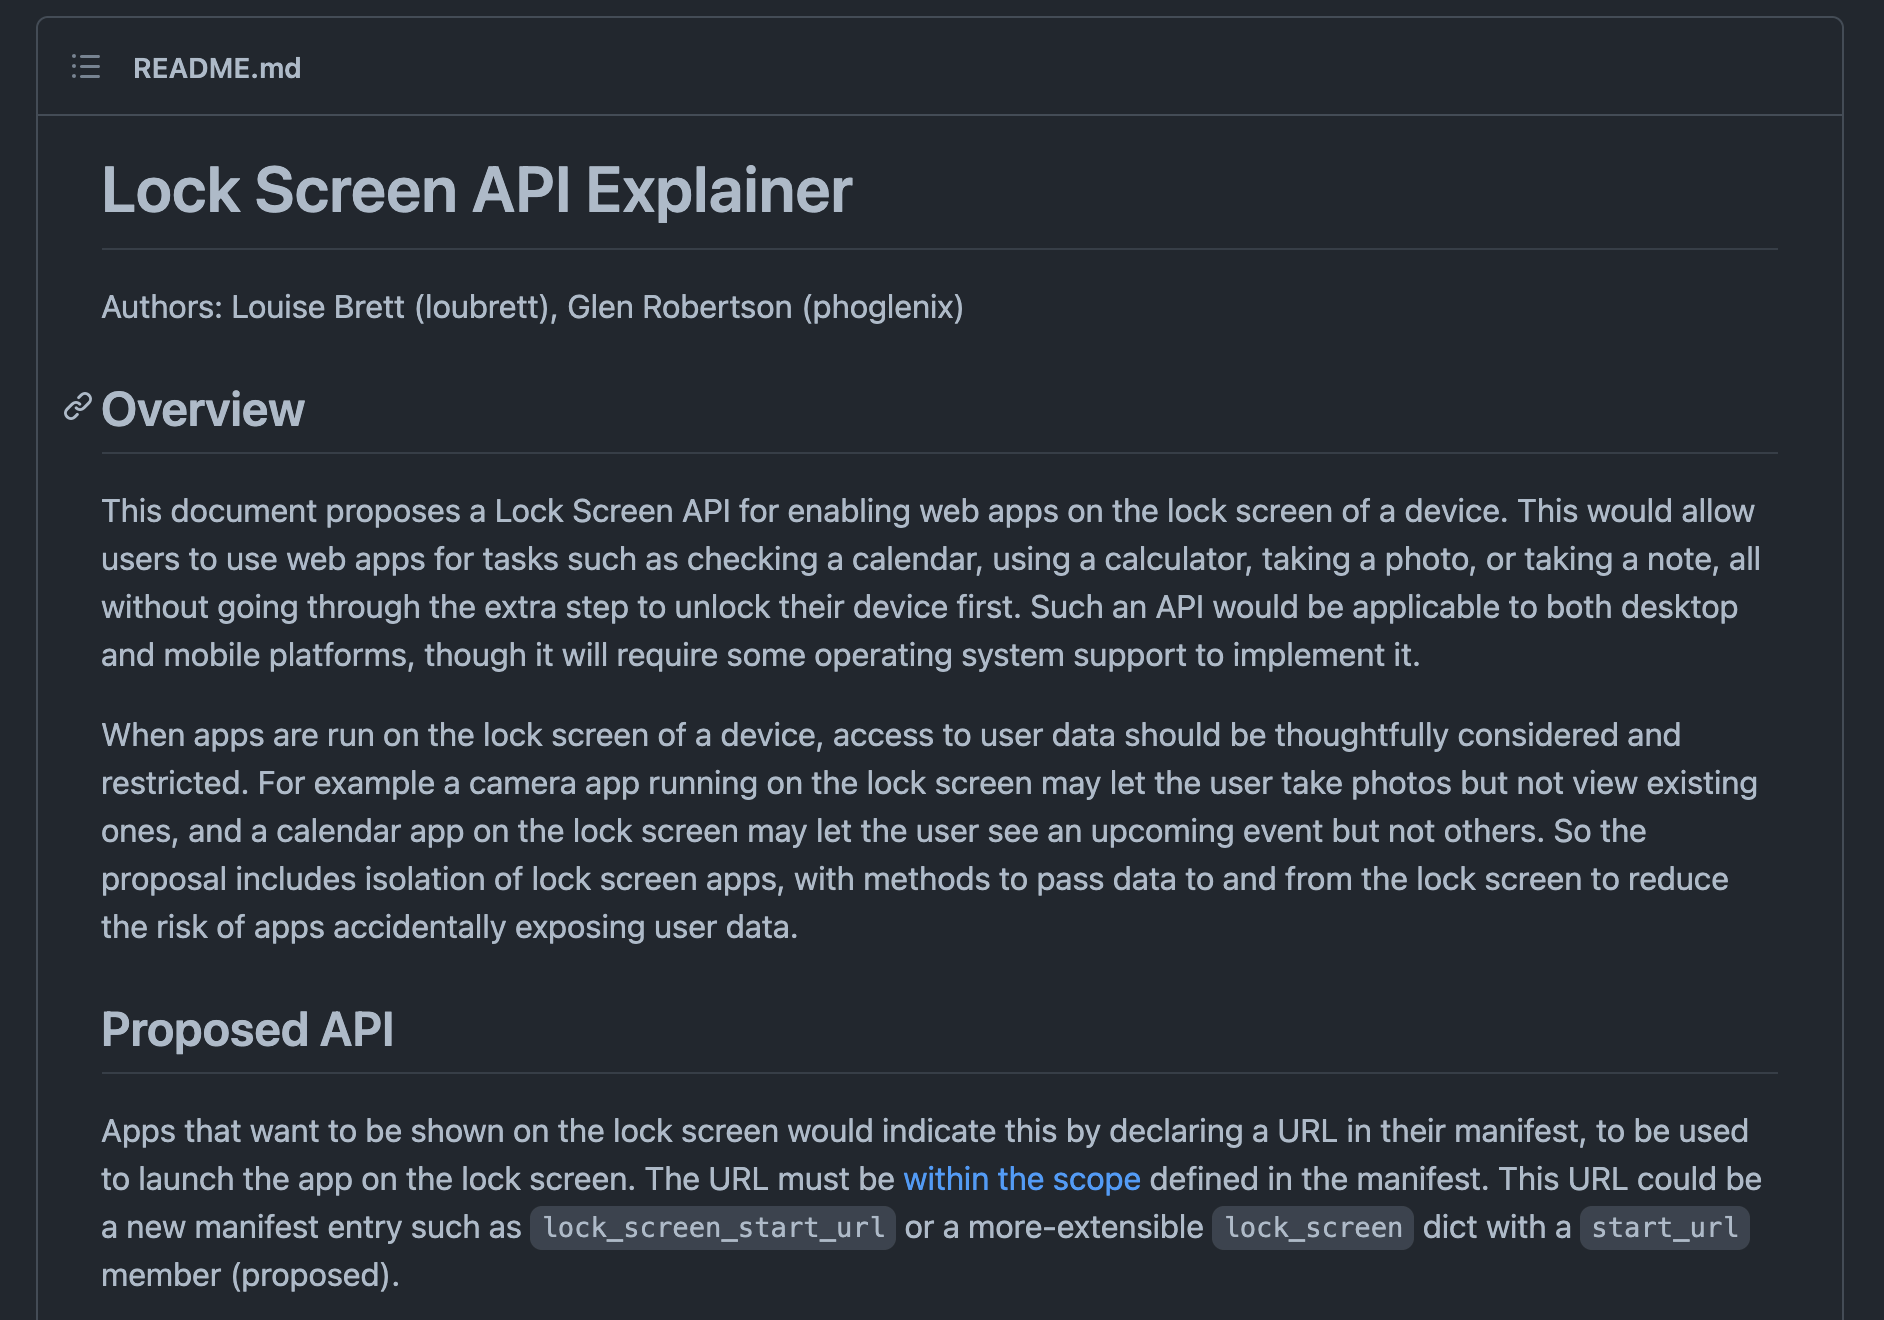 README.md
Lock Screen API Explainer
Authors: Louise Brett (loubrett), Glen Robertson (phoglenix)
Overview
This document proposes a Lock Screen API for enabling web apps on the lock screen of a device. This would allow
users to use web apps for tasks such as checking a calendar, using a calculator, taking a photo, or taking a note, all
without going through the extra step to unlock their device first. Such an API would be applicable to both desktop
and mobile platforms, though it will require some operating system support to implement it.
When apps are run on the lock screen of a device, access to user data should be thoughtfully considered and
restricted. For example a camera app running on the lock screen may let the user take photos but not view existing
ones, and a calendar app on the lock screen may let the user see an upcoming event but not others. So the
proposal includes isolation of lock screen apps, with methods to pass data to and from the lock screen to reduce
the risk of apps accidentally exposing user data.
Proposed API
Apps that want to be shown on the lock screen would indicate this by declaring a URL in their manifest, to be used
to launch the app on the lock screen. The URL must be within the scope defined in the manifest. This URL could be
a new manifest entry such as lock_screen_start_url or a more-extensible lock_screen dict with a start_url
member (proposed).